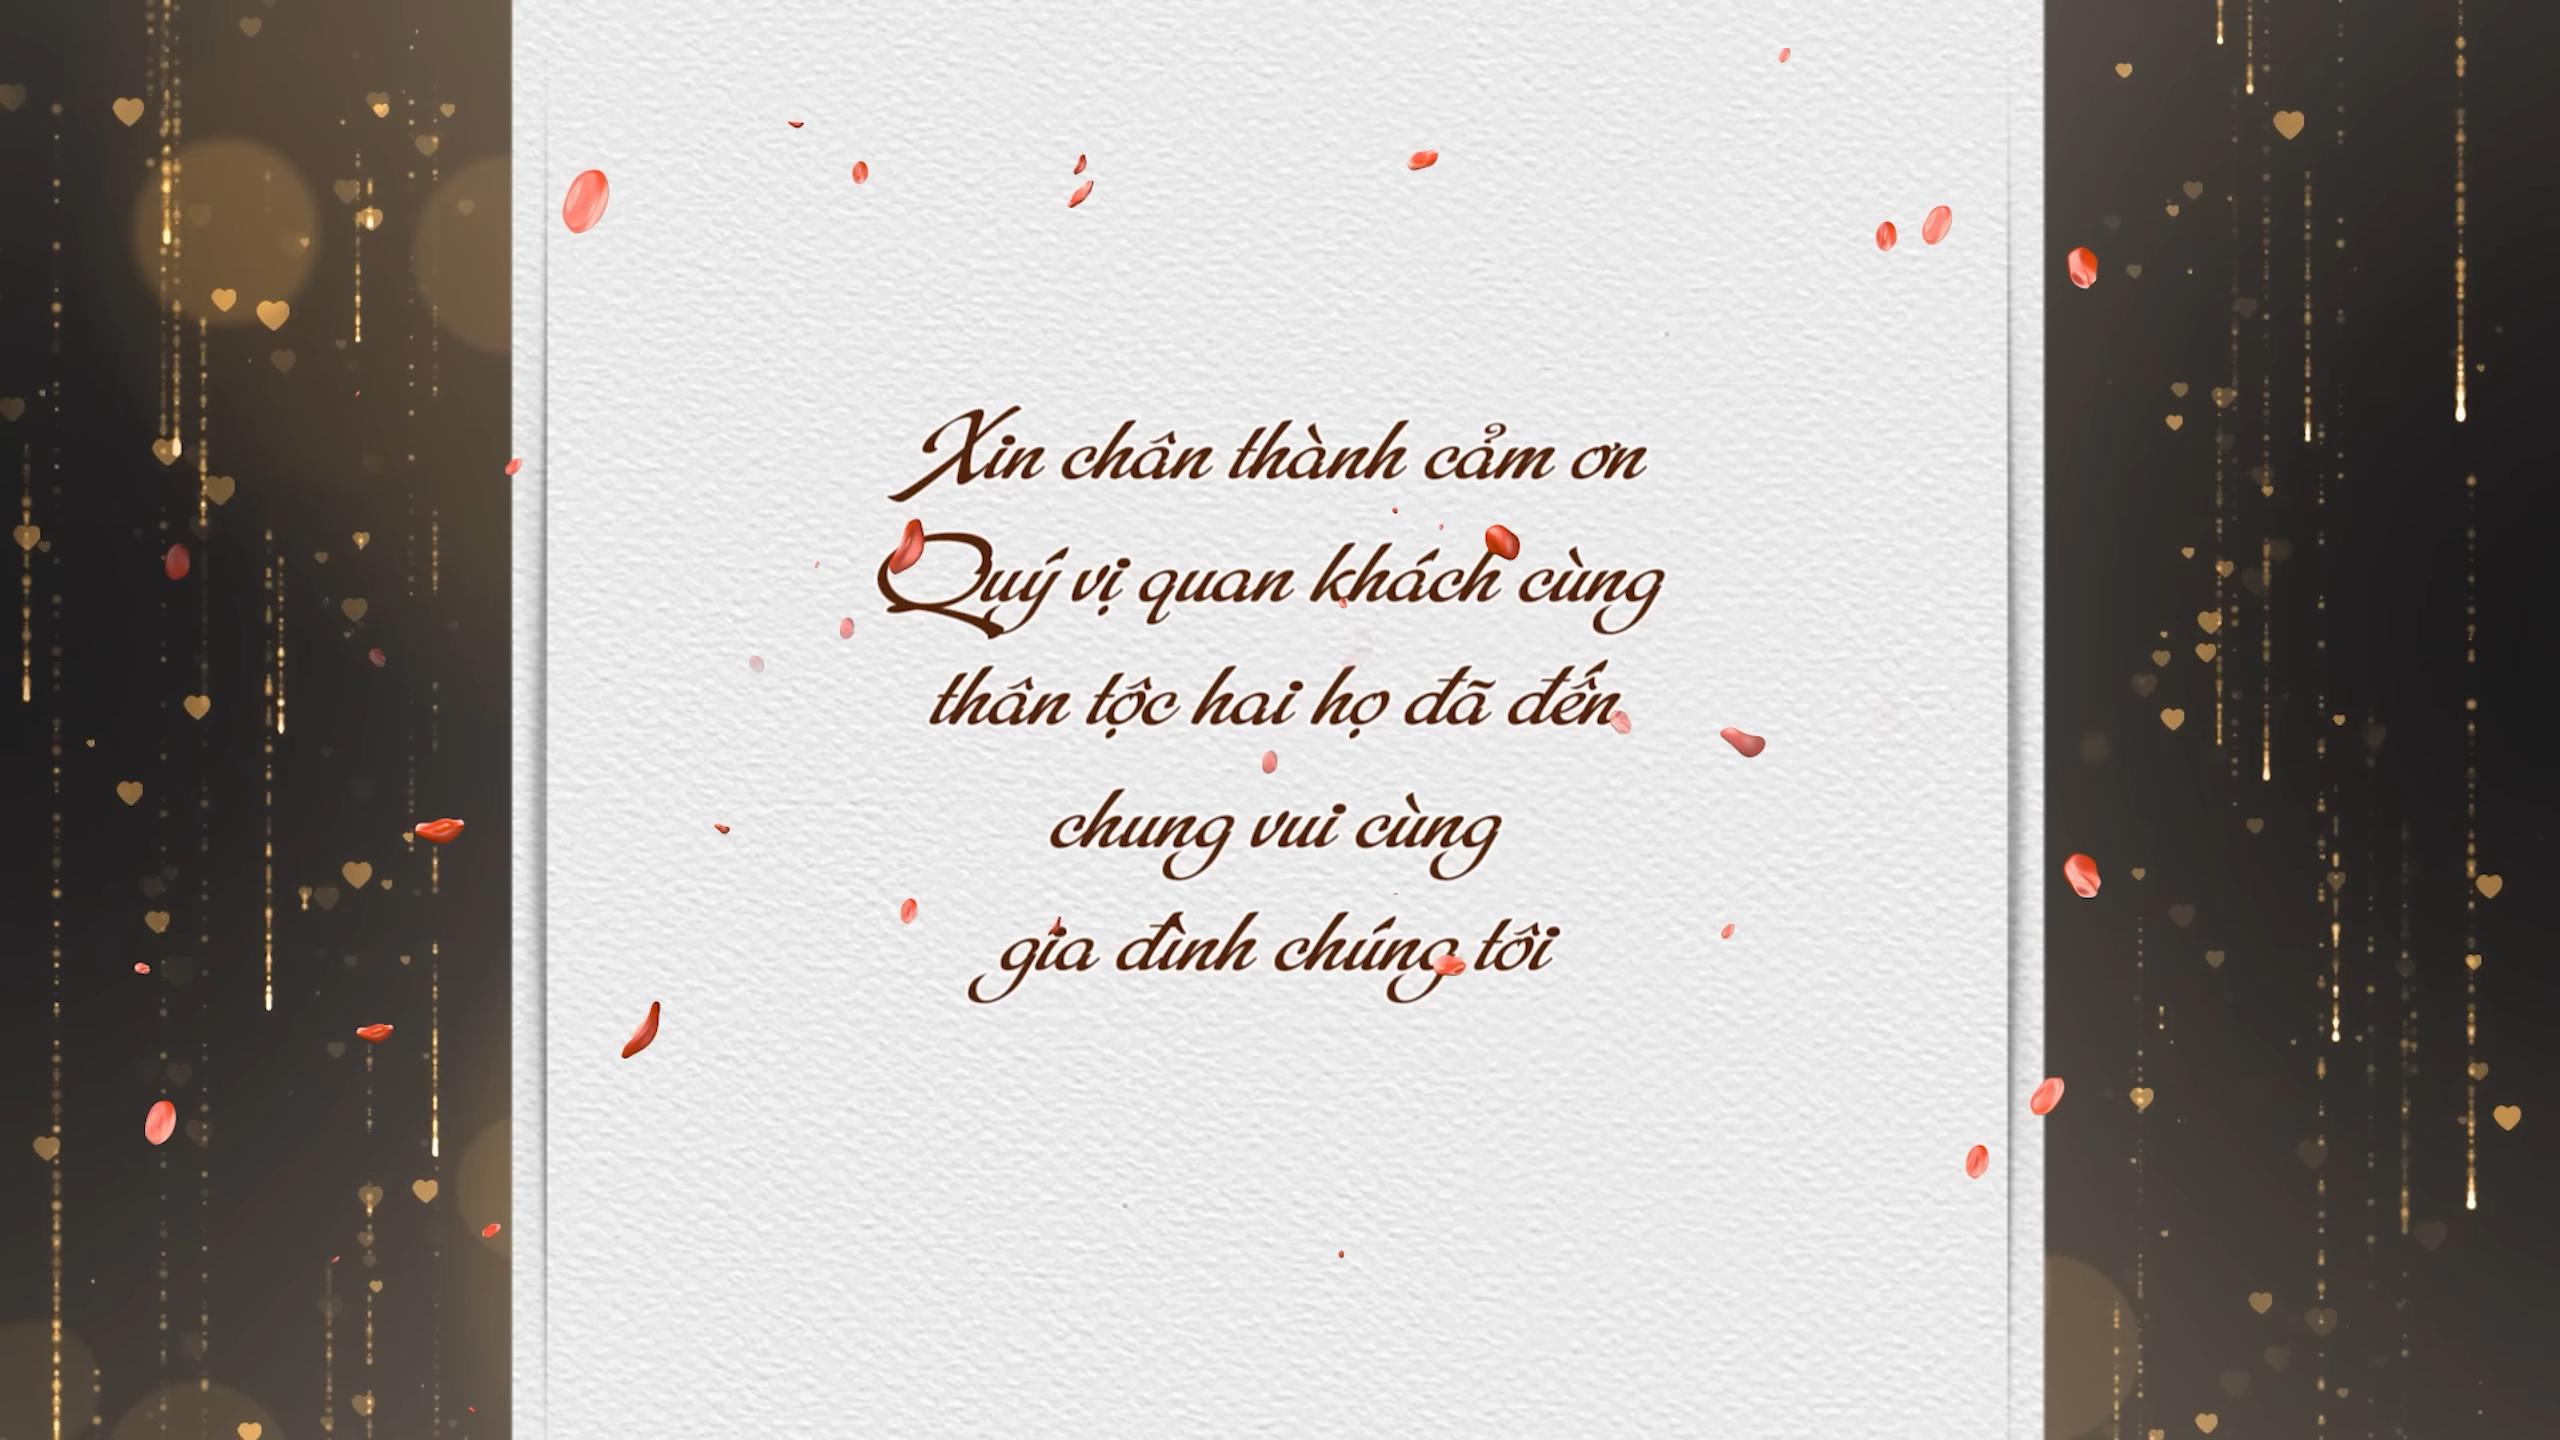 Xin chân thành cảm ơn
Quý vị quan khách cùng
thân tộc hai họ đã đến
chung vui cùng
gia đình chúng tôi